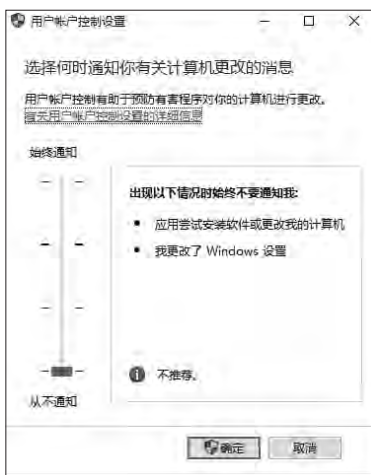 用户帐户控制设置
选择何时通知你有关计算机更改的消息
用户帐户控制有助于预防有害程序对你的计算机进行更改。
有关用户帐户控制设置的详细信息
始终通知
出现以下情况时始终不要通知我:
• 应用尝试安装软件或更改我的计算机
• 我更改了 Windows 设置
不推荐。
从不通知
确定
取消